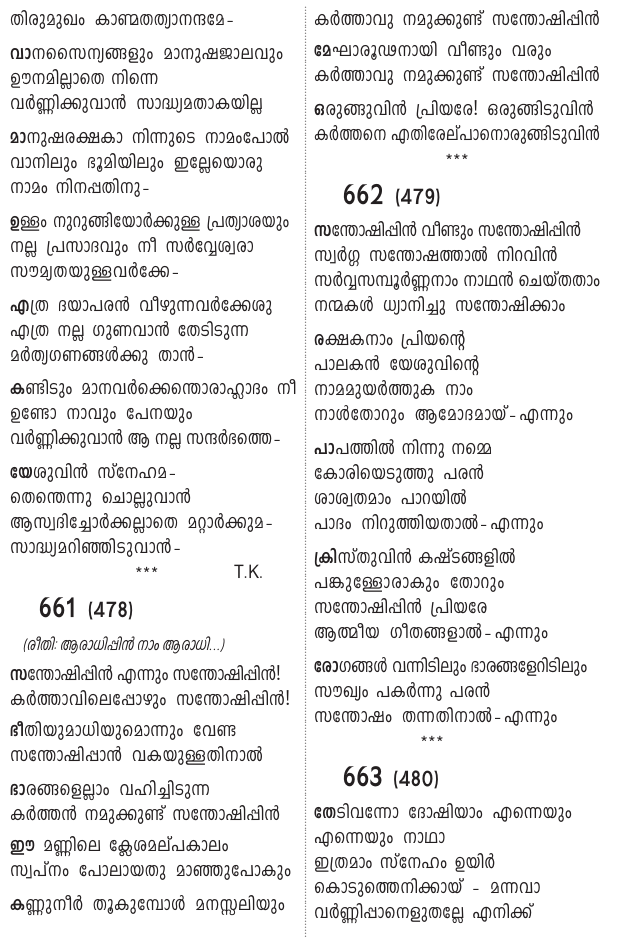 തിരുമുഖം കാണ്മതത്യാനന്ദമേ-
വാനസൈന്യങ്ങളും മാനുഷജാലവും
ഊനമില്ലാതെ നിന്നെ
വർണ്ണിക്കുവാൻ സാദ്ധ്യമതാകയില്ല
മാനുഷരക്ഷകാ നിന്നുടെ നാമംപോൽ
വാനിലും ഭൂമിയിലും ഇല്ലേയൊരു
നാമം നിനപ്പതിനു-
ഉള്ളം നുറുങ്ങിയോർക്കുള്ള പ്രത്യാശയും
നല്ല പ്രസാദവും നീ സർവ്വേശ്വരാ
സൗമ്യതയുള്ളവർക്കേ-
എത്ര ദയാപരൻ വീഴുന്നവർക്കേശു
എത്ര നല്ല ഗുണവാൻ തേടിടുന്ന
മർത്യഗണങ്ങൾക്കു താൻ-
കണ്ടിടും മാനവർക്കെന്തൊരാഹ്ലാദം നീ
ഉണ്ടോ നാവും പേനയും
വർണ്ണിക്കുവാൻ ആ നല്ല സന്ദർഭത്തെ-
യേശുവിൻ സ്നേഹമ-
തെന്തെന്നു ചൊല്ലുവാൻ
ആസ്വദിച്ചോർക്കല്ലാതെ മറ്റാർക്കുമ-
സാദ്ധ്യമറിഞ്ഞിടുവാൻ-
*** T.K.
661 (478)
(രീതി: ആരാധിപ്പിൻ നാം ആരാധി...)
സന്തോഷിപ്പിൻ എന്നും സന്തോഷിപ്പിൻ!
കർത്താവിലെപ്പോഴും സന്തോഷിപ്പിൻ!
ഭീതിയുമാധിയുമൊന്നും വേണ്ട
സന്തോഷിപ്പാൻ വകയുള്ളതിനാൽ
ഭാരങ്ങളെല്ലാം വഹിച്ചിടുന്ന
കർത്തൻ നമുക്കുണ്ട് സന്തോഷിപ്പിൻ
ഈ മണ്ണിലെ ക്ലേശമല്പകാലം
സ്വപ്നം പോലായതു മാഞ്ഞുപോകും
കണ്ണുനീർ തൂകുമ്പോൾ മനസ്സലിയും
കർത്താവു നമുക്കുണ്ട് സന്തോഷിപ്പിൻ
മേഘാരൂഢനായി വീണ്ടും വരും
കർത്താവു നമുക്കുണ്ട് സന്തോഷിപ്പിൻ
ഒരുങ്ങുവിൻ പ്രിയരേ! ഒരുങ്ങിടുവിൻ
കർത്തനെ എതിരേല്പാനൊരുങ്ങിടുവിൻ
***
662 (479)
സന്തോഷിപ്പിൻ വീണ്ടും സന്തോഷിപ്പിൻ
സ്വർഗ്ഗ സന്തോഷത്താൽ നിറവിൻ
സർവ്വസമ്പൂർണ്ണനാം നാഥൻ ചെയ്തതാം
നന്മകൾ ധ്യാനിച്ചു സന്തോഷിക്കാം
രക്ഷകനാം പ്രിയന്റെ
പാലകൻ യേശുവിന്റെ
നാമമുയർത്തുക നാം
നാൾതോറും ആമോദമായ്-എന്നും
പാപത്തിൽ നിന്നു നമ്മെ
കോരിയെടുത്തു പരൻ
ശാശ്വതമാം പാറയിൽ
പാദം നിറുത്തിയതാൽ-എന്നും
ക്രിസ്തുവിൻ കഷ്ടങ്ങളിൽ
പങ്കുള്ളോരാകും തോറും
സന്തോഷിപ്പിൻ പ്രിയരേ
ആത്മീയ ഗീതങ്ങളാൽ-എന്നും
രോഗങ്ങൾ വന്നിടിലും ഭാരങ്ങളേറിടിലും
സൗഖ്യം പകർന്നു പരൻ
സന്തോഷം തന്നതിനാൽ-എന്നും
***
663 (480)
തേടിവന്നോ ദോഷിയാം എന്നെയും
എന്നെയും നാഥാ
ഇത്രമാം സ്നേഹം ഉയിർ
കൊടുത്തെനിക്കായ് - മന്നവാ
വർണ്ണിപ്പാനെളുതല്ലേ എനിക്ക്